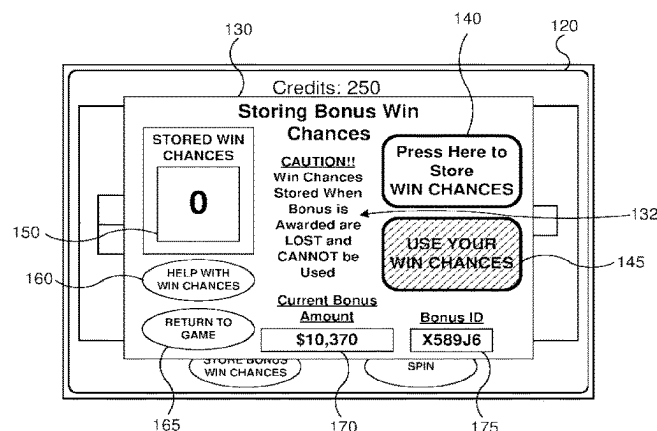 140
120
130
Credits: 250
Storing Bonus Win
Chances
STORED WIN
CHANCES
0
CAUTION!!
Win Chances
Stored When
Bonus is
Awarded are
LOST and
CANNOT be
Used
Press Here to
Store
WIN CHANCES
132
150
USE YOUR
WIN CHANCES
145
160
HELP WITH
WIN CHANCES
RETURN TO
GAME
Current Bonus
Amount
$10,370
Bonus ID
X589J6
STORE BONUS
WIN CHANCES
SPIN
165
170
175